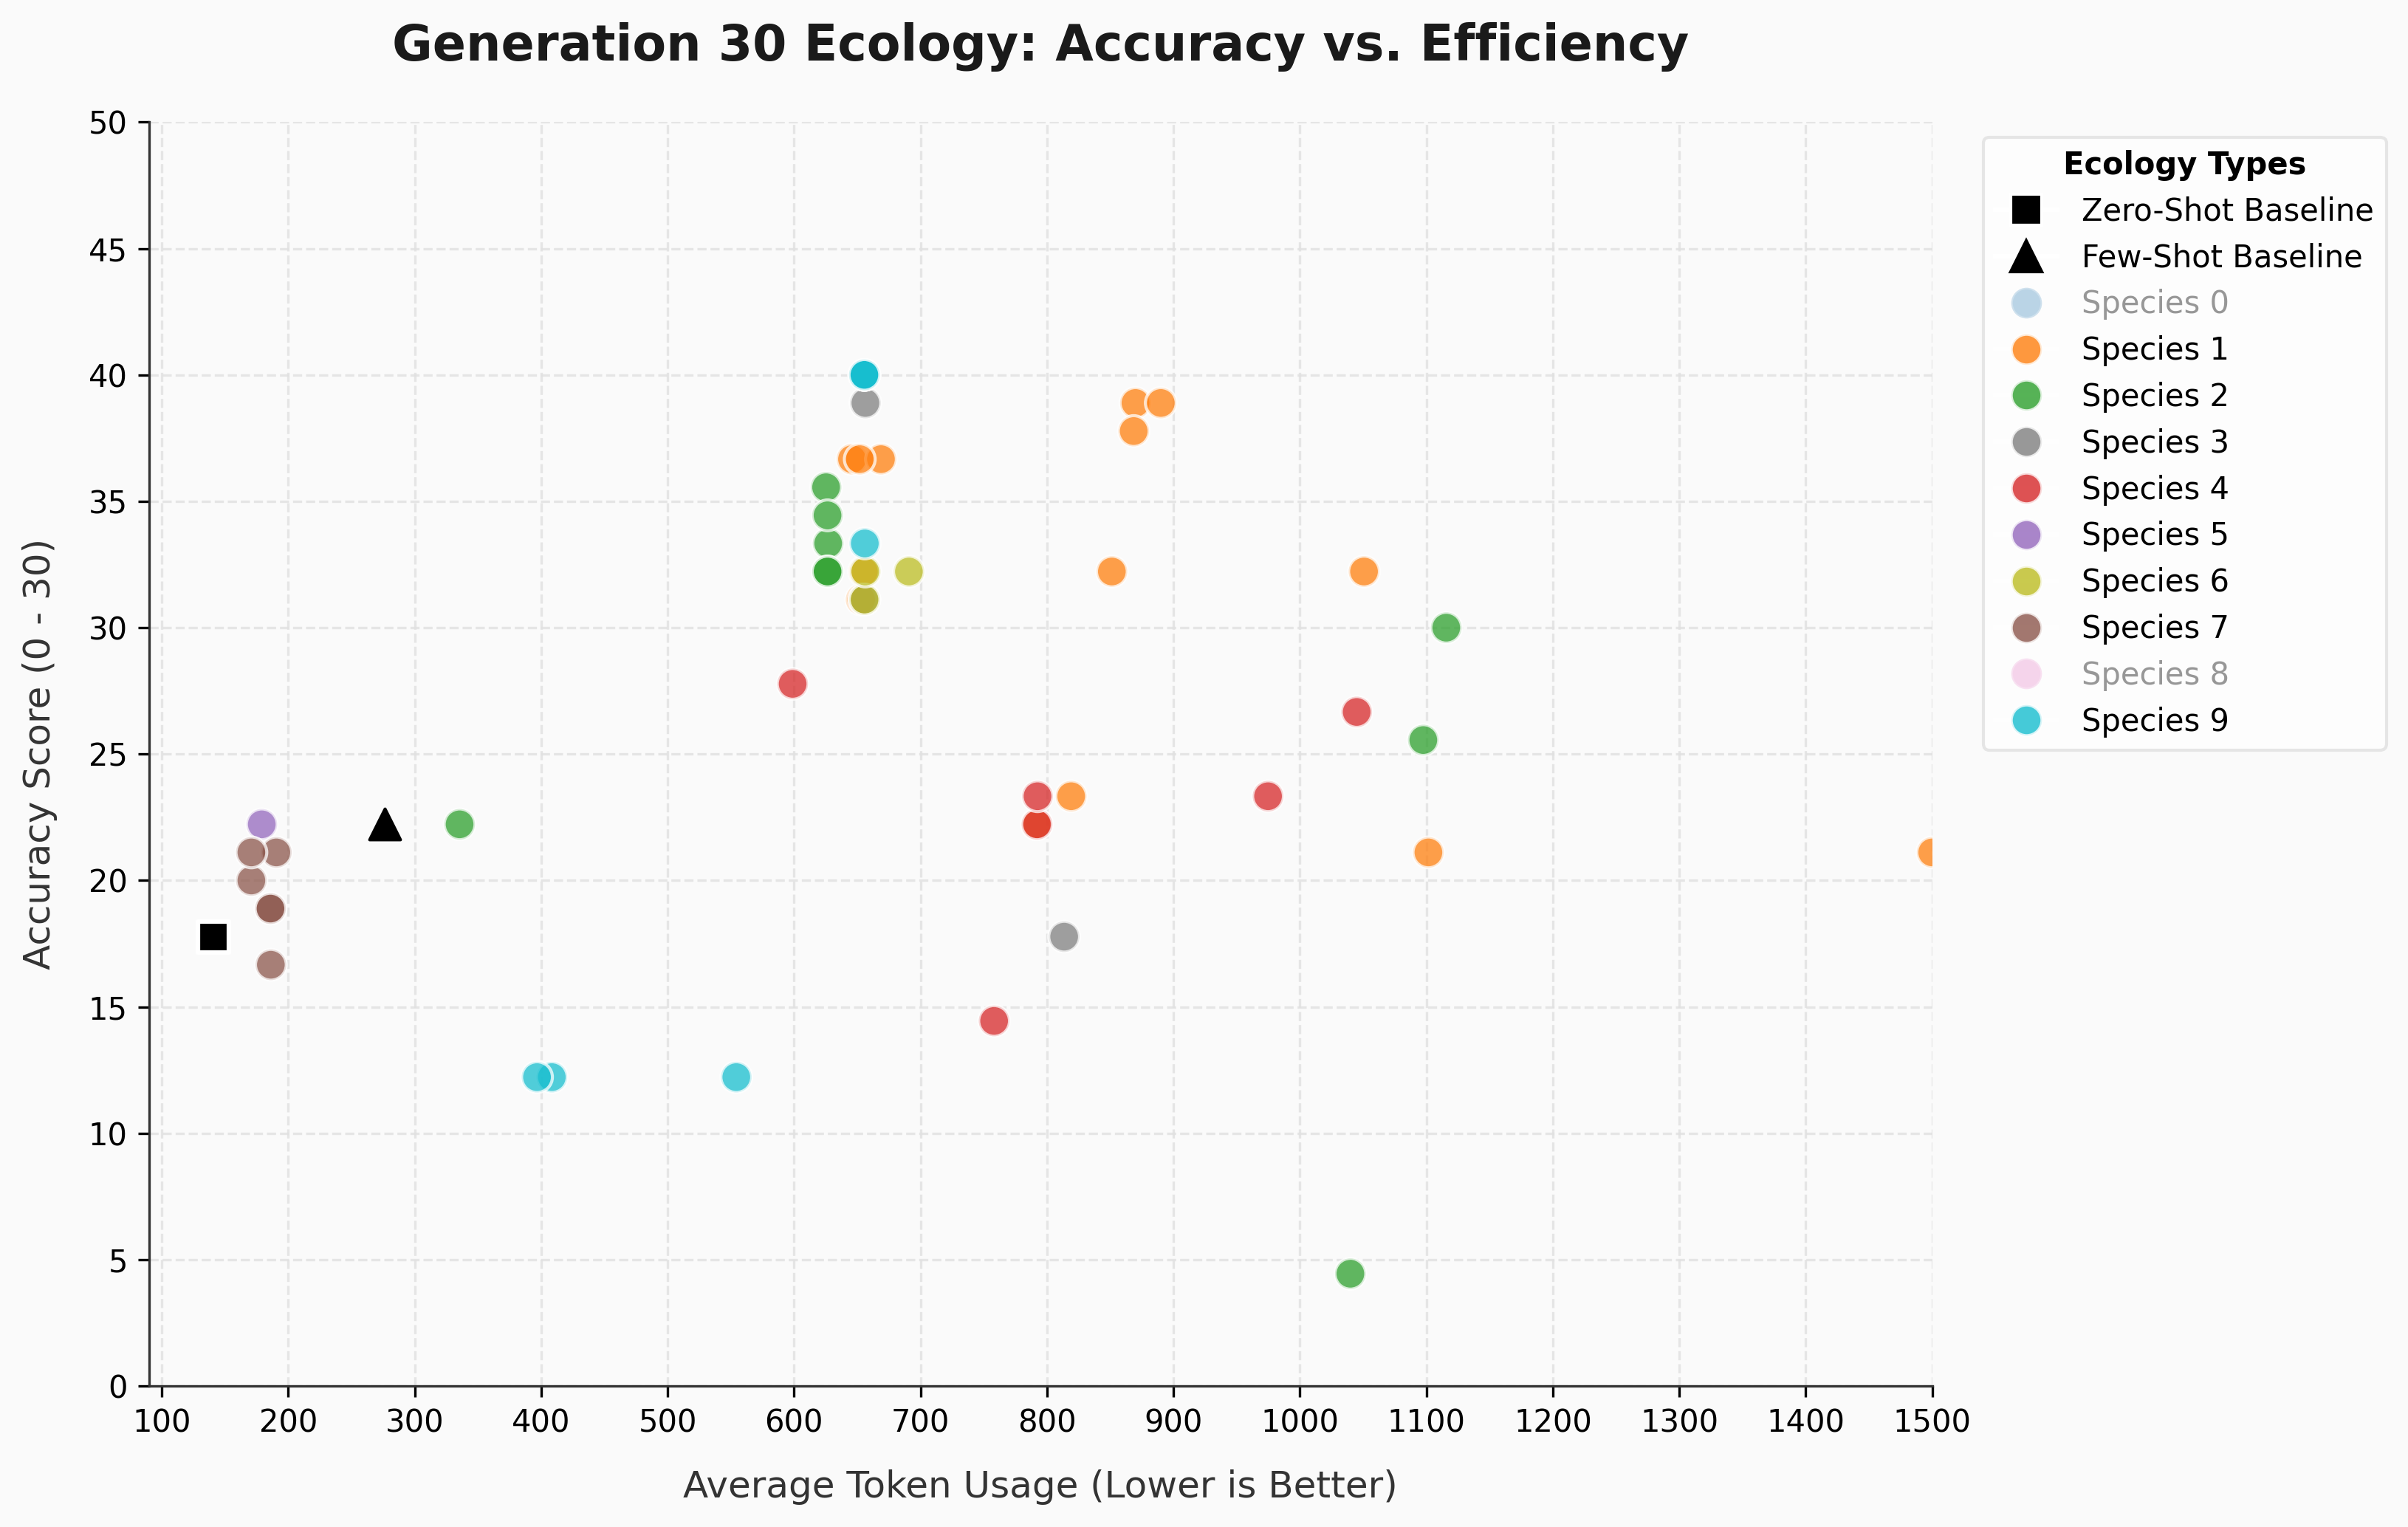 Generation 30 Ecology: Accuracy vs. Efficiency
Accuracy Score (0 - 30)
50
45
40
35
30
25
20
15
10
5
0
100 200 300 400 500 600 700 800 900 1000 1100 1200 1300 1400 1500
Average Token Usage (Lower is Better)
Ecology Types
Zero-Shot Baseline
Few-Shot Baseline
Species 0
Species 1
Species 2
Species 3
Species 4
Species 5
Species 6
Species 7
Species 8
Species 9